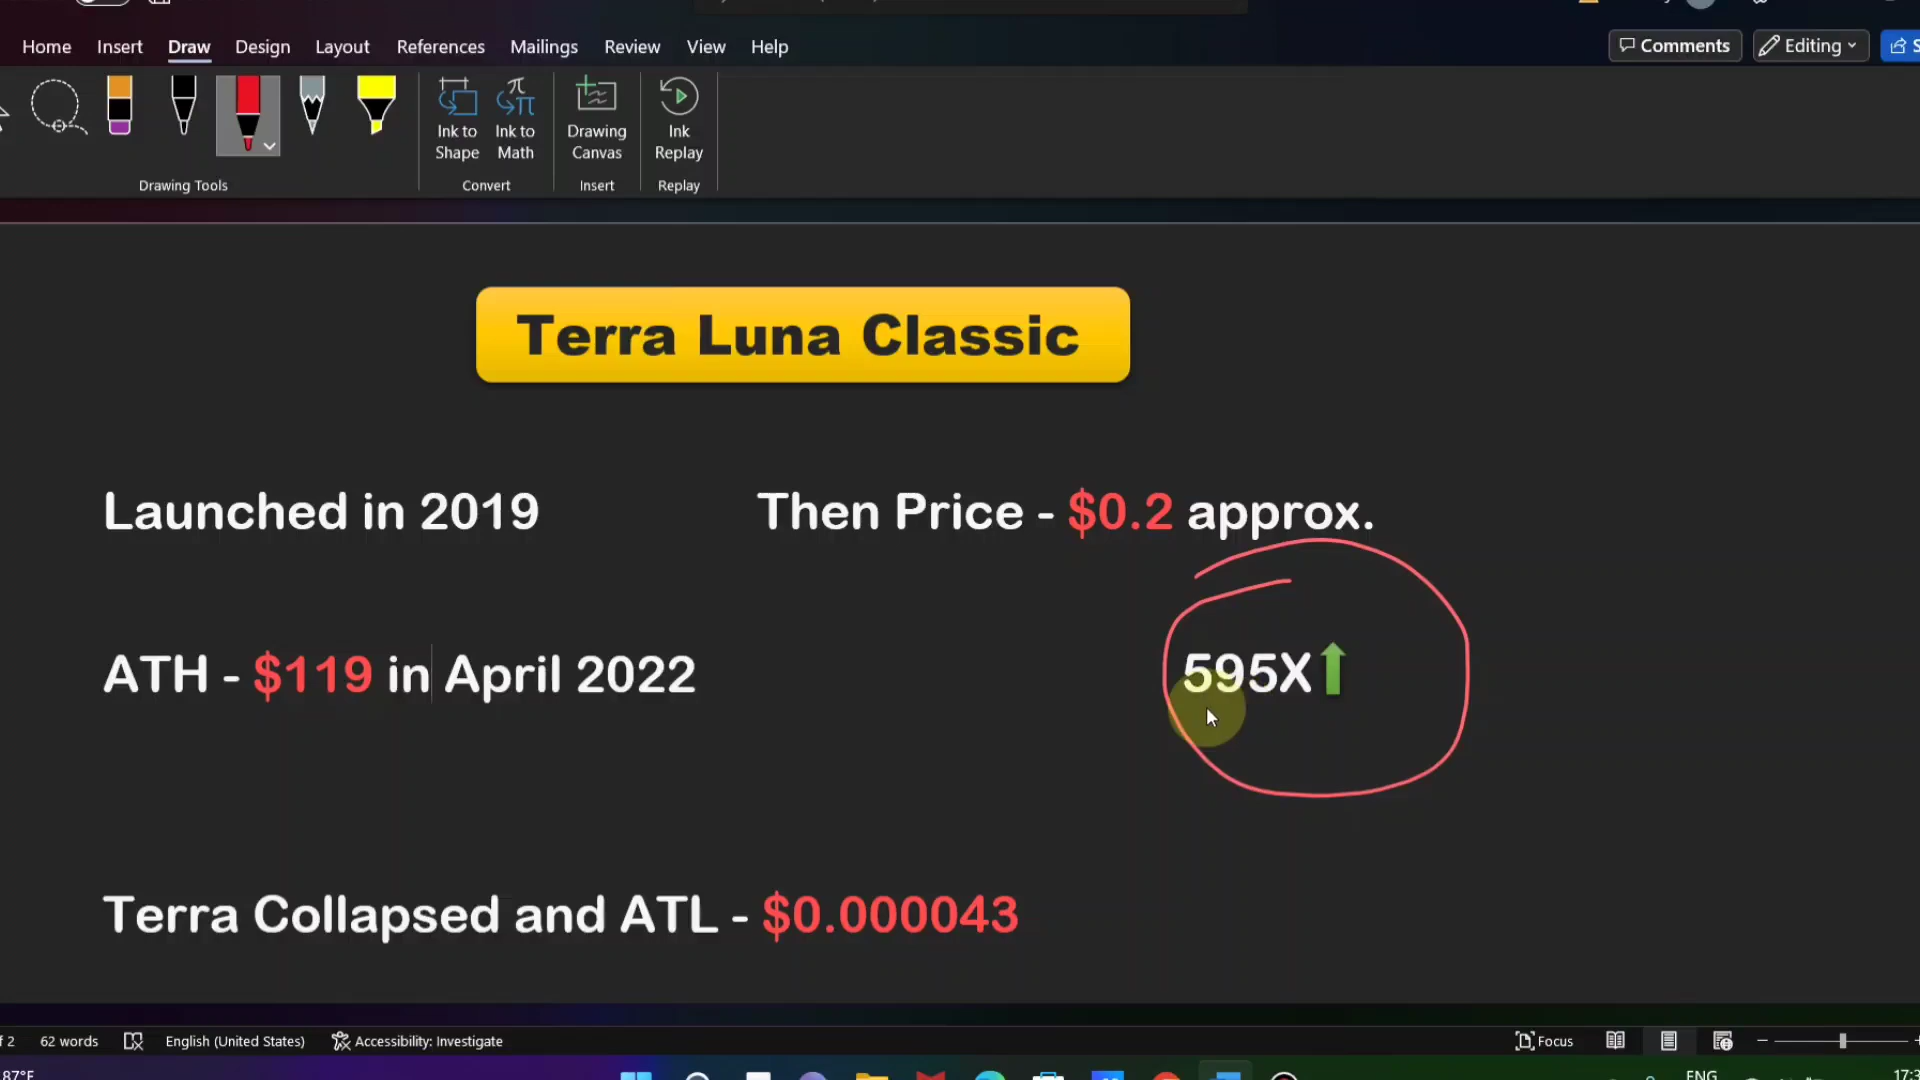 Home Insert Draw Design Layout References Mailings Review View Help
Comments Editing
Ink to Shape
Ink to Math
Drawing Canvas
Ink Replay
Drawing Tools Convert Insert Replay
Terra Luna Classic
Launched in 2019 Then Price - $0.2 approx.
ATH - $119 in April 2022 595X
Terra Collapsed and ATL - $0.000043
f 2 62 words English (United States) Accessibility: Investigate Focus
87°F ENG 17:3